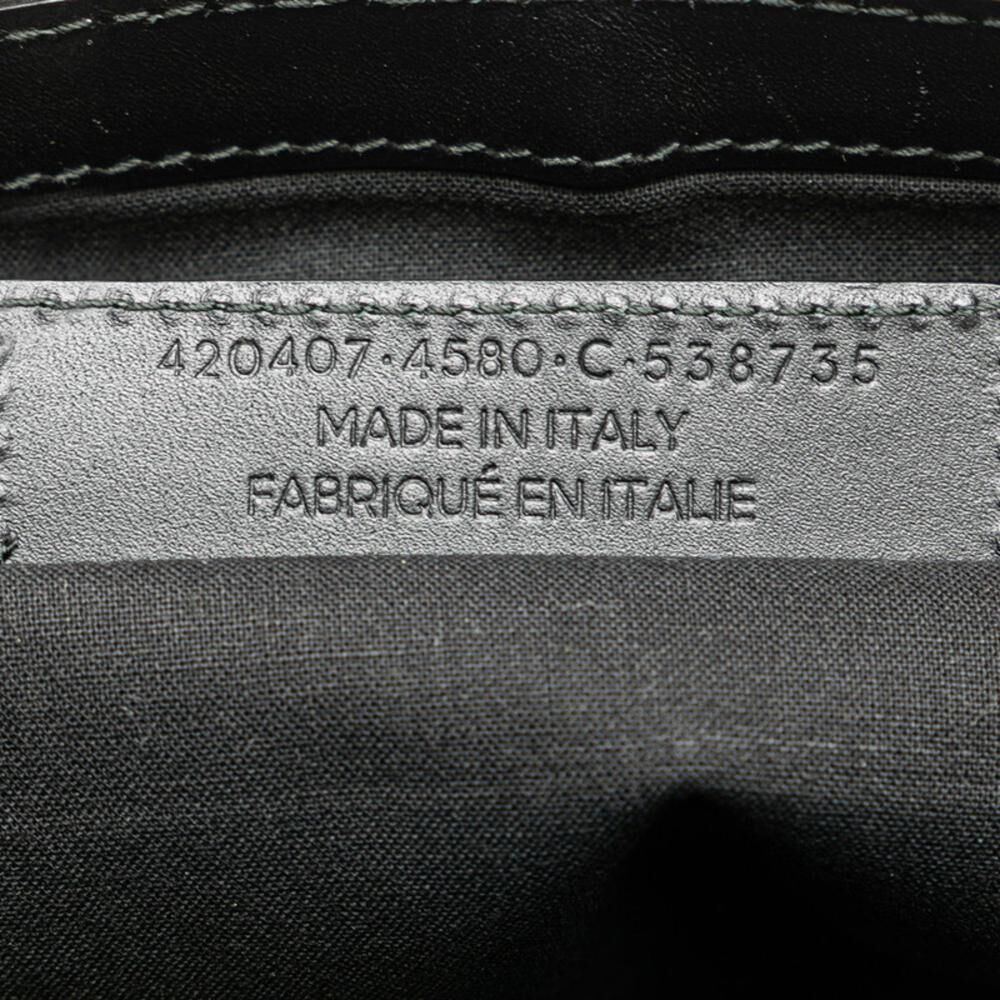 420407·4580·C·538735
MADE IN ITALY
FABRIQUÉ EN ITALIE